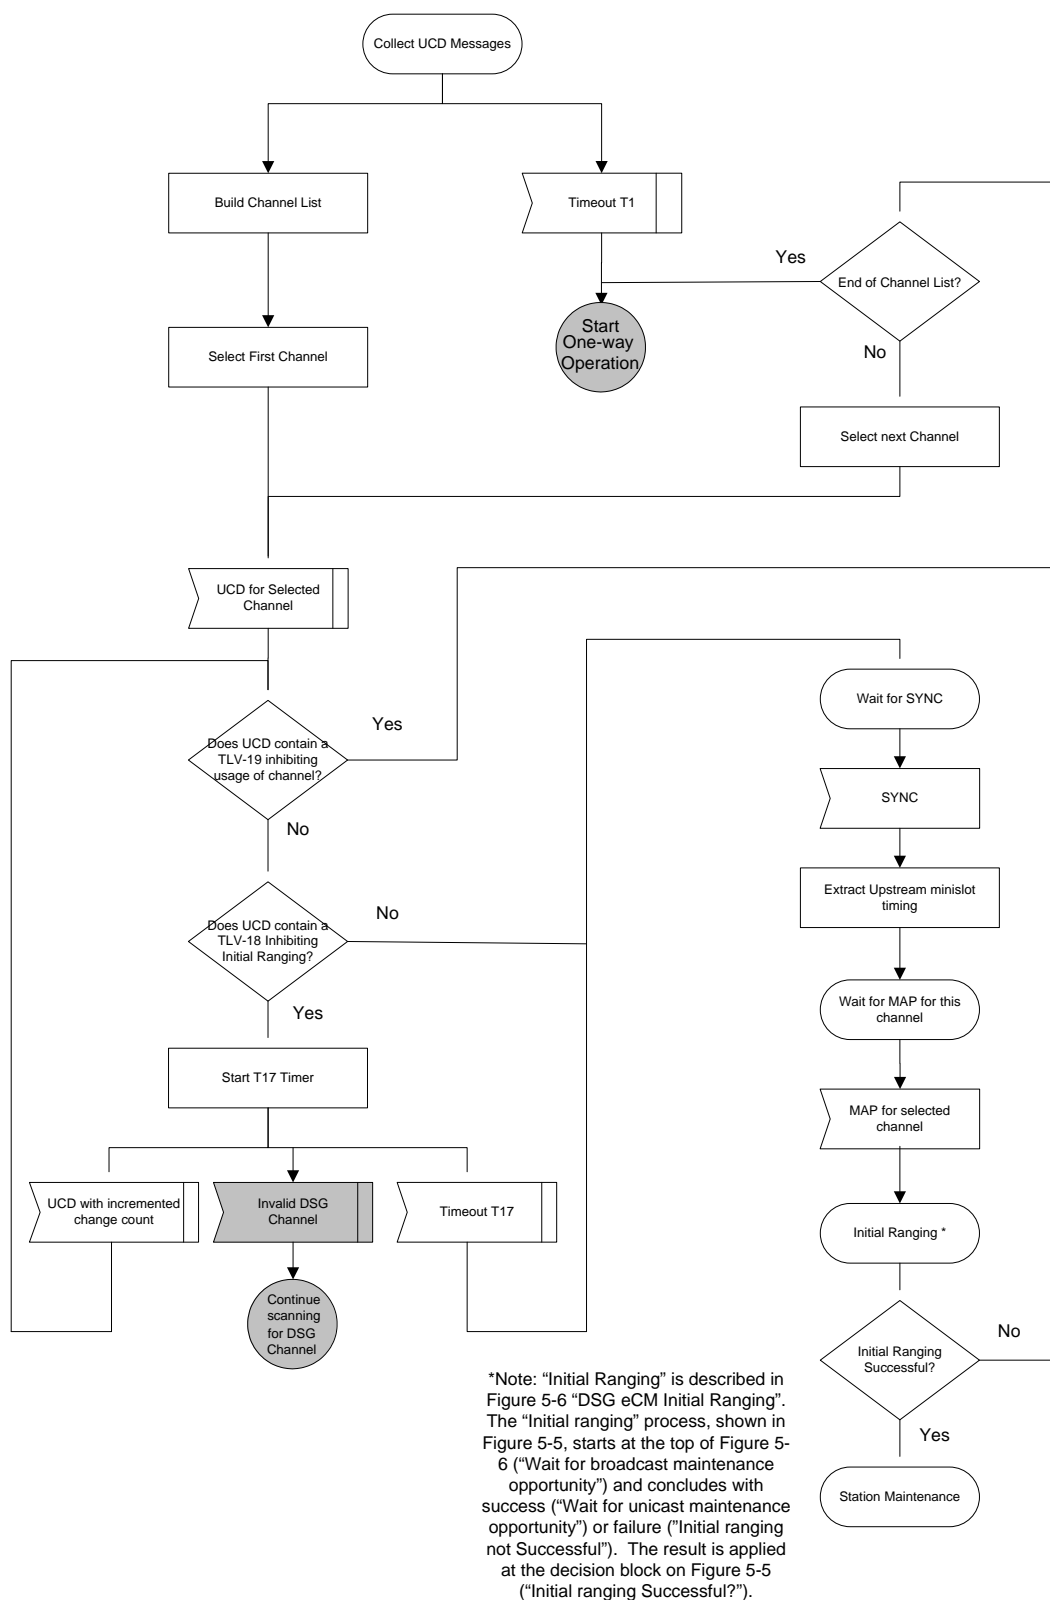 Collect UCD Messages
Build Channel List
Timeout T1
Yes
End of Channel List?
Start
One-way
Operation
No
Select First Channel
Select next Channel
UCD for Selected
Channel
Wait for SYNC
Yes
Does UCD contain a
TLV-19 inhibiting
usage of channel?
SYNC
No
Extract Upstream minislot
timing
No
Does UCD contain a
TLV-18 Inhibiting
Initial Ranging?
Yes
Wait for MAP for this
channel
Start T17 Timer
MAP for selected
channel
UCD with incremented
change count
Invalid DSG
Channel
Timeout T17
Initial Ranging *
Continue
scanning
for DSG
Channel
No
Initial Ranging
Successful?
Yes
Station Maintenance
*Note: “Initial Ranging” is described in
Figure 5-6 “DSG eCM Initial Ranging”.
The “Initial ranging” process, shown in
Figure 5-5, starts at the top of Figure 5-
6 (“Wait for broadcast maintenance
opportunity”) and concludes with
success (“Wait for unicast maintenance
opportunity”) or failure (”Initial ranging
not Successful”). The result is applied
at the decision block on Figure 5-5
(“Initial ranging Successful?”).